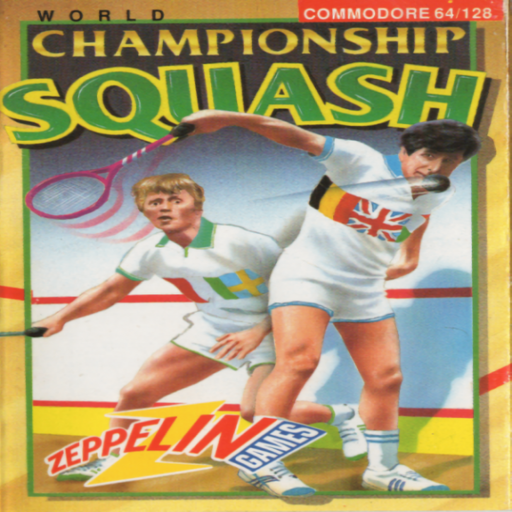 WORLD
COMMODORE 64/128
CHAMPIONSHIP
SQUASH
ZEPPELIN
GAMES